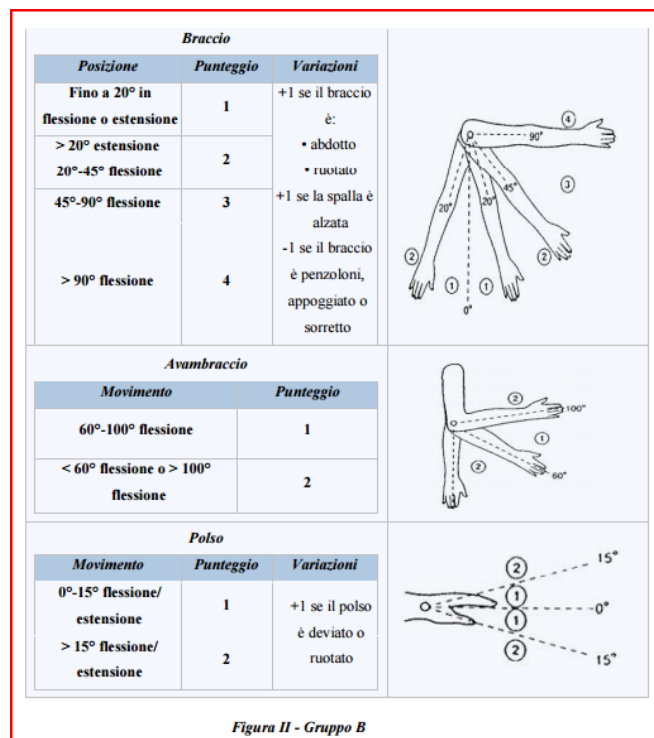 Braccio
Posizione Punteggio Variazioni
Fino a 20° in
flessione o estensione
1
> 20° estensione
20°-45° flessione
2
45°-90° flessione
3
> 90° flessione
4
+1 se il braccio
è:
• abdotto
• ruotato
+1 se la spalla è
alzata
-1 se il braccio
è penzoloni,
appoggiato o
sorretto
4
90°
3
45°
20°
20°
2
1
1
2
0°
Avambraccio
Movimento Punteggio
60°-100° flessione
1
< 60° flessione o > 100°
flessione
2
2
100°
1
2
60°
Polso
Movimento Punteggio Variazioni
0°-15° flessione/
estensione
1
> 15° flessione/
estensione
2
+1 se il polso
è deviato o
ruotato
15°
2
1
0°
1
2
15°
Figura II - Gruppo B